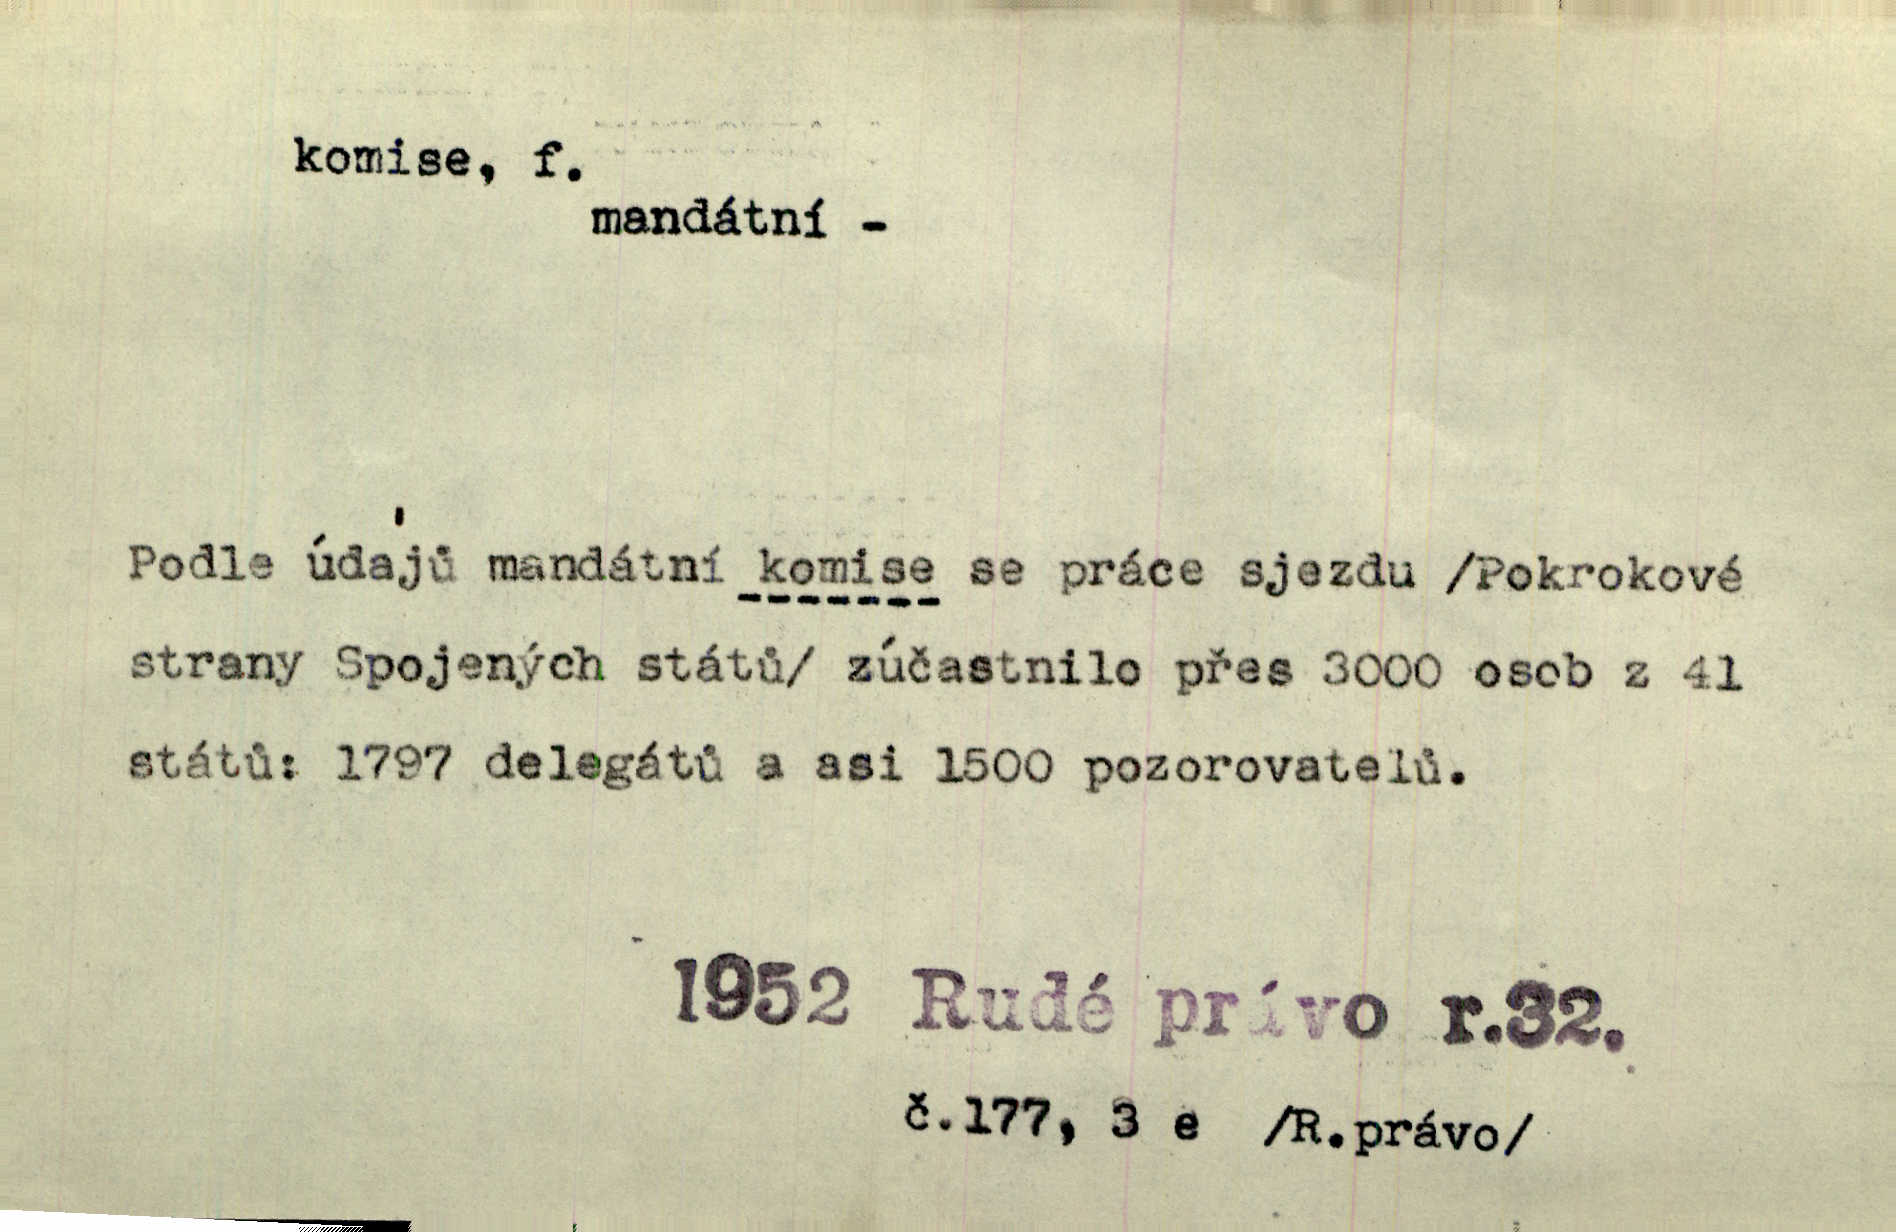 komise, f.
mandátní -
Podle údajů mandátní komise se práce sjezdu /Pokrokové
strany Spojených států/ zúčastnilo přes 3000 osob z 41
států: 1797 delegátů a asi 1500 pozorovatelů.
1952 Rudé právo r.32.
č.177, 3 e /R.právo/